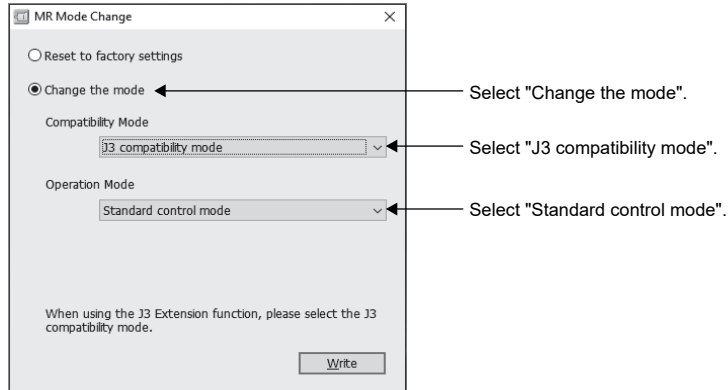 MR Mode Change
Reset to factory settings
Change the mode
Select "Change the mode".
Compatibility Mode
J3 compatibility mode
Select "J3 compatibility mode".
Operation Mode
Standard control mode
Select "Standard control mode".
When using the J3 Extension function, please select the J3
compatibility mode.
Write